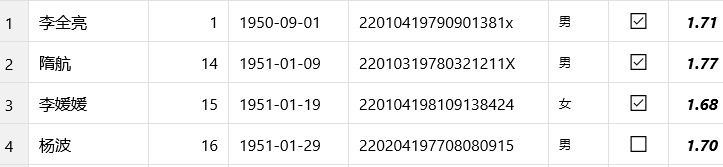 1 李全亮 1 1950-09-01 22010419790901381x 男 ☑ 1.71
2 隋航 14 1951-01-09 22010319780321211X 男 ☑ 1.77
3 李媛媛 15 1951-01-19 220104198109138424 女 ☑ 1.68
4 杨波 16 1951-01-29 220204197708080915 男 ☐ 1.70